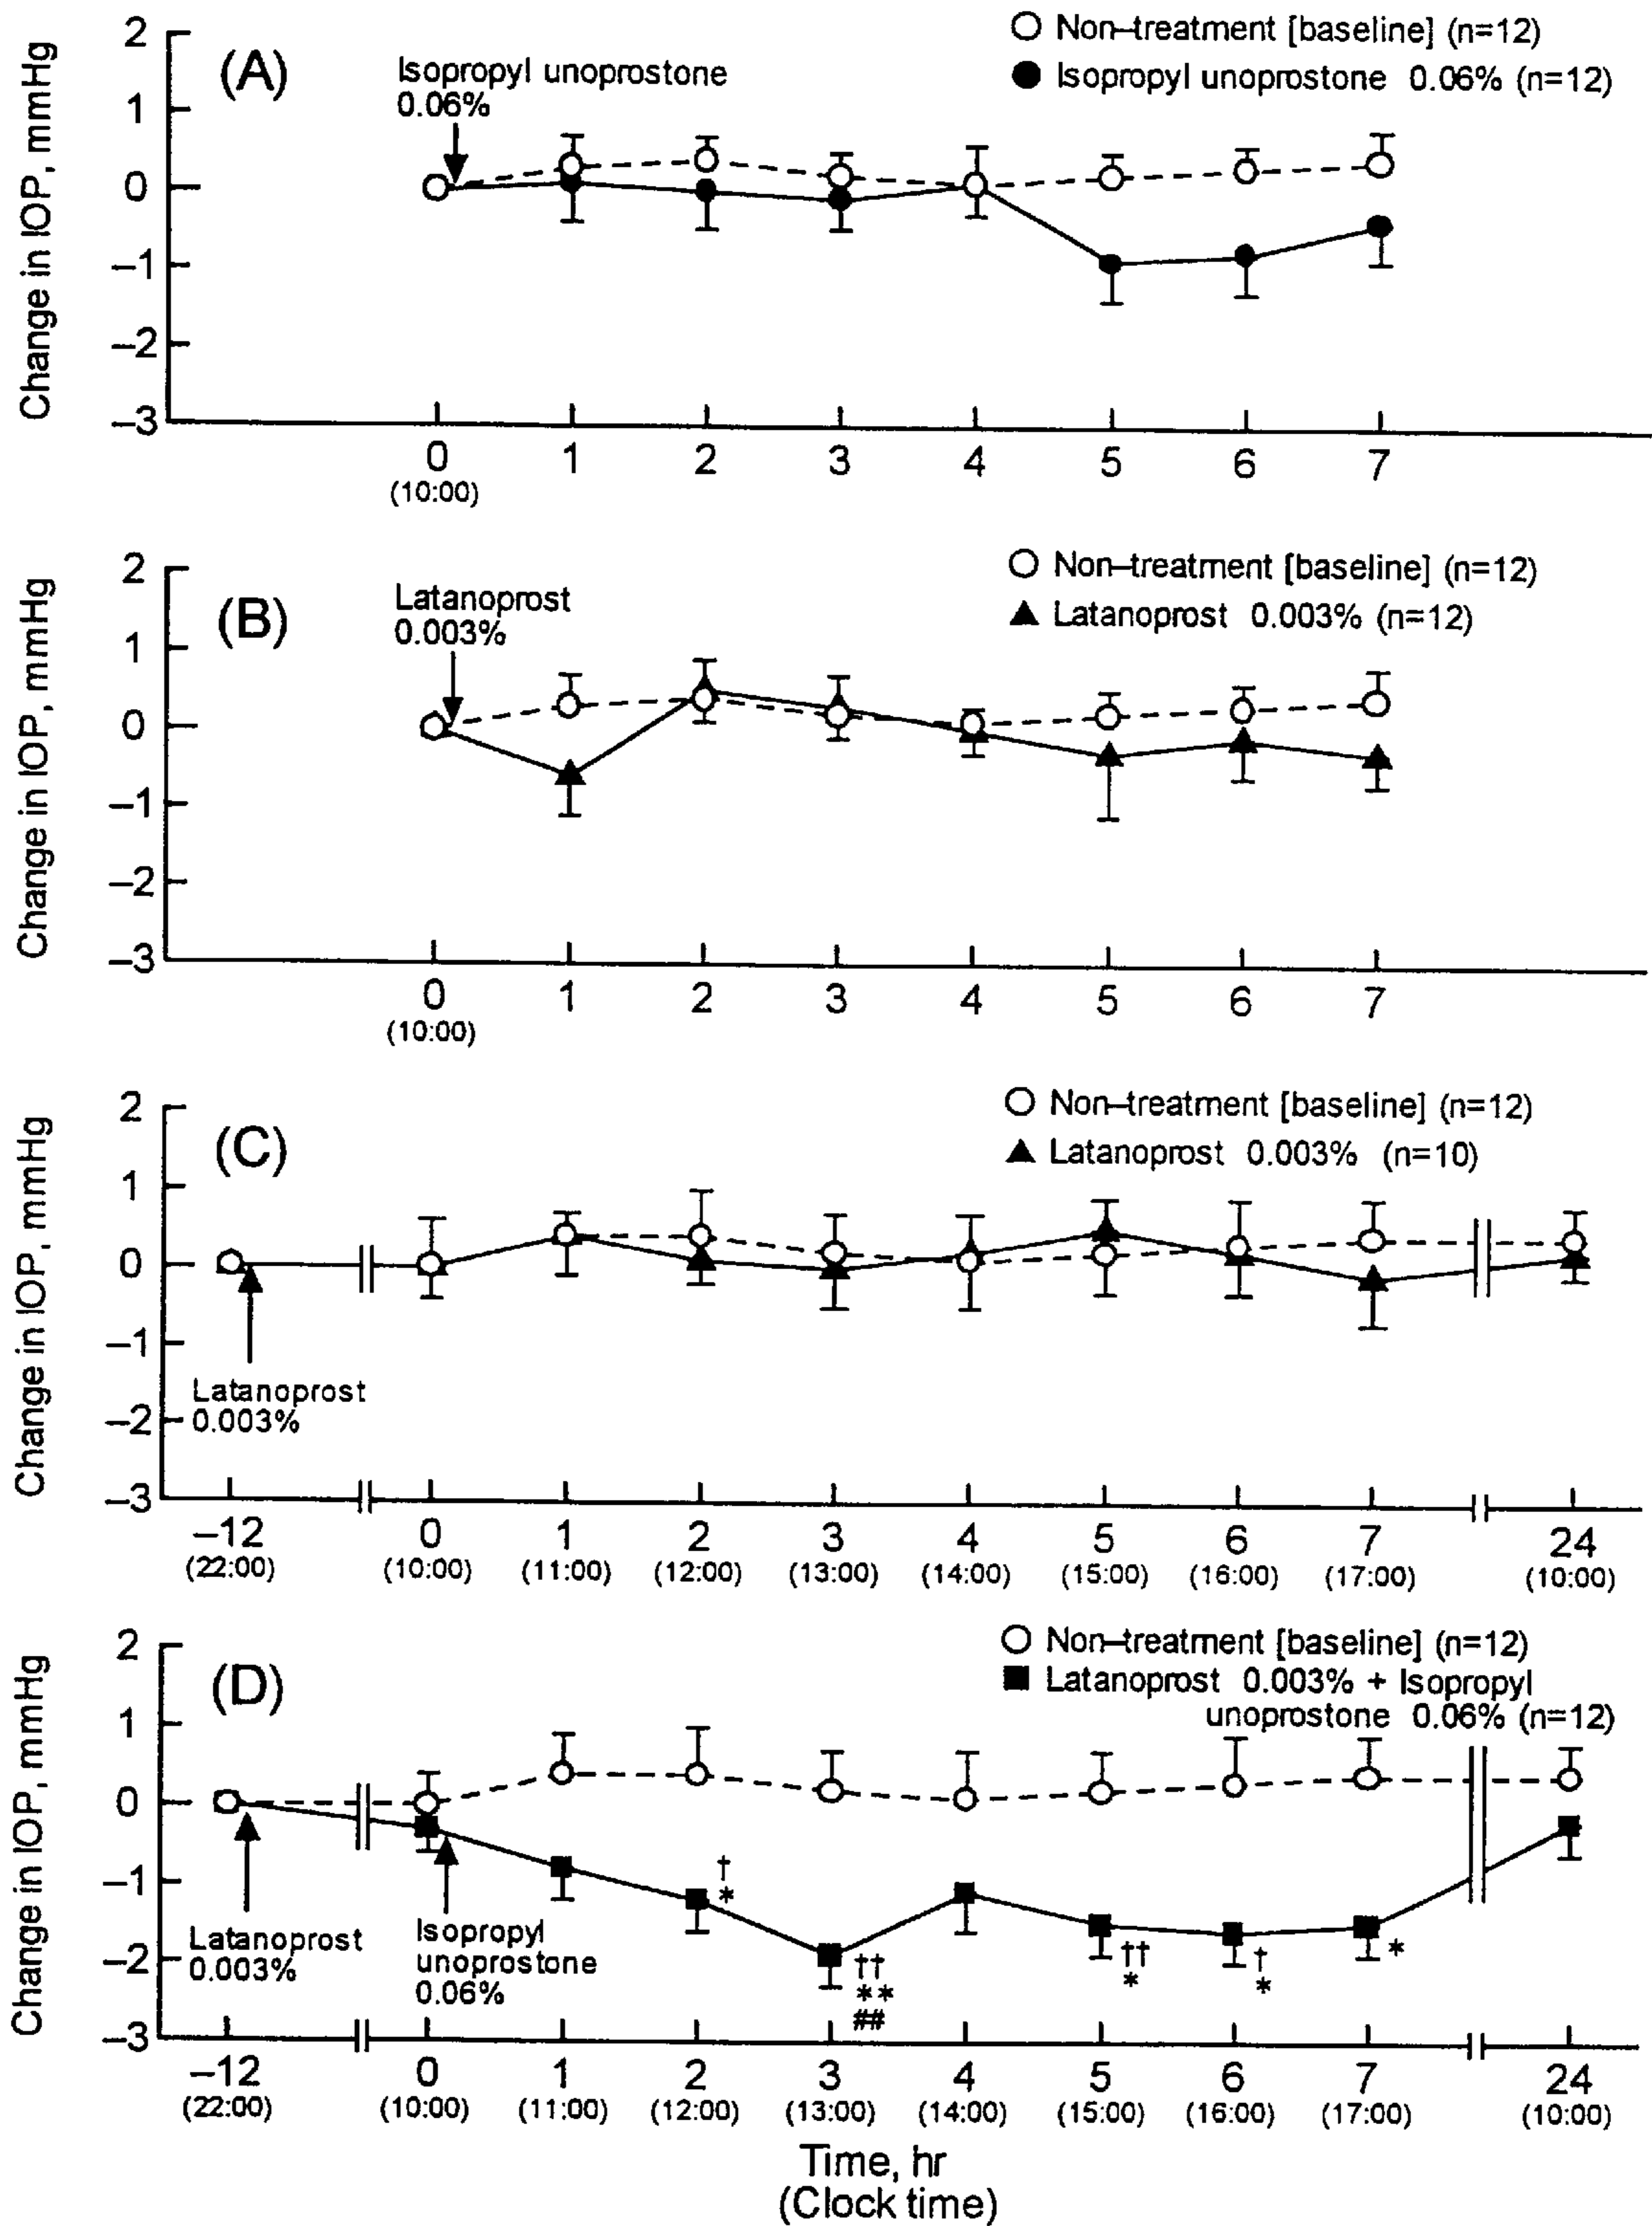 (A)
Isopropyl unoprostone
0.06%
○ Non-treatment [baseline] (n=12)
● Isopropyl unoprostone 0.06% (n=12)
Change in IOP, mmHg
2
1
0
−1
−2
−3
0 1 2 3 4 5 6 7
(10:00)
(B)
Latanoprost
0.003%
○ Non-treatment [baseline] (n=12)
▲ Latanoprost 0.003% (n=12)
Change in IOP, mmHg
2
1
0
−1
−2
−3
0 1 2 3 4 5 6 7
(10:00)
(C)
○ Non-treatment [baseline] (n=12)
▲ Latanoprost 0.003% (n=10)
Change in IOP, mmHg
2
1
0
−1
−2
−3
Latanoprost
0.003%
−12 0 1 2 3 4 5 6 7 24
(22:00) (10:00) (11:00) (12:00) (13:00) (14:00) (15:00) (16:00) (17:00) (10:00)
(D)
○ Non-treatment [baseline] (n=12)
■ Latanoprost 0.003% + Isopropyl
unoprostone 0.06% (n=12)
Change in IOP, mmHg
2
1
0
−1
−2
−3
Latanoprost
0.003%
Isopropyl
unoprostone
0.06%
†
*
††
**
##
††
*
†
*
*
−12 0 1 2 3 4 5 6 7 24
(22:00) (10:00) (11:00) (12:00) (13:00) (14:00) (15:00) (16:00) (17:00) (10:00)
Time, hr
(Clock time)